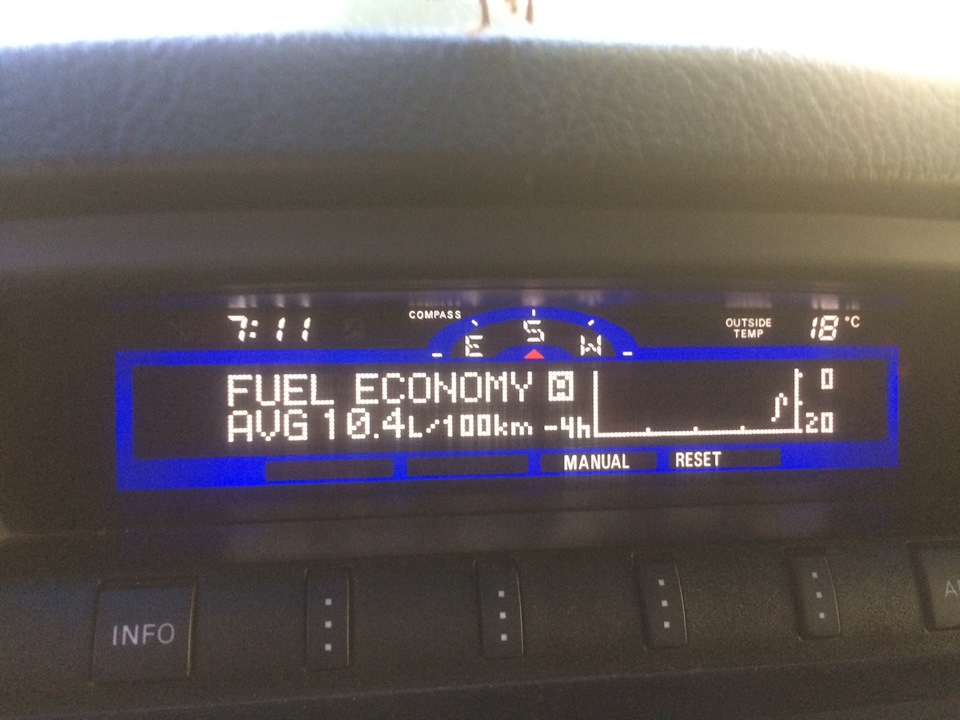 7:11 COMPASS E S W OUTSIDE TEMP 18°C
FUEL ECONOMY A 0
AVG 10.4L/100km -4h 20
MANUAL RESET
INFO